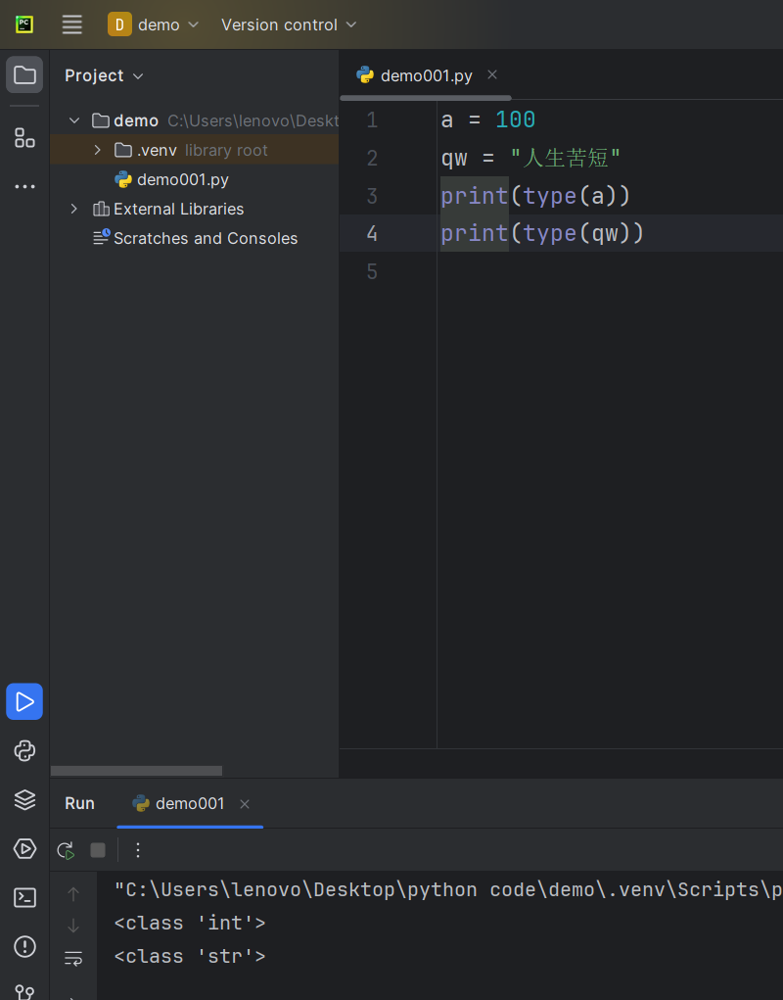 PC
D demo Version control
Project
demo C:\Users\lenovo\Deskt
.venv library root
demo001.py
External Libraries
Scratches and Consoles
demo001.py
1 a = 100
2 qw = "人生苦短"
3 print(type(a))
4 print(type(qw))
5
Run demo001
"C:\Users\lenovo\Desktop\python code\demo\.venv\Scripts\p
<class 'int'>
<class 'str'>